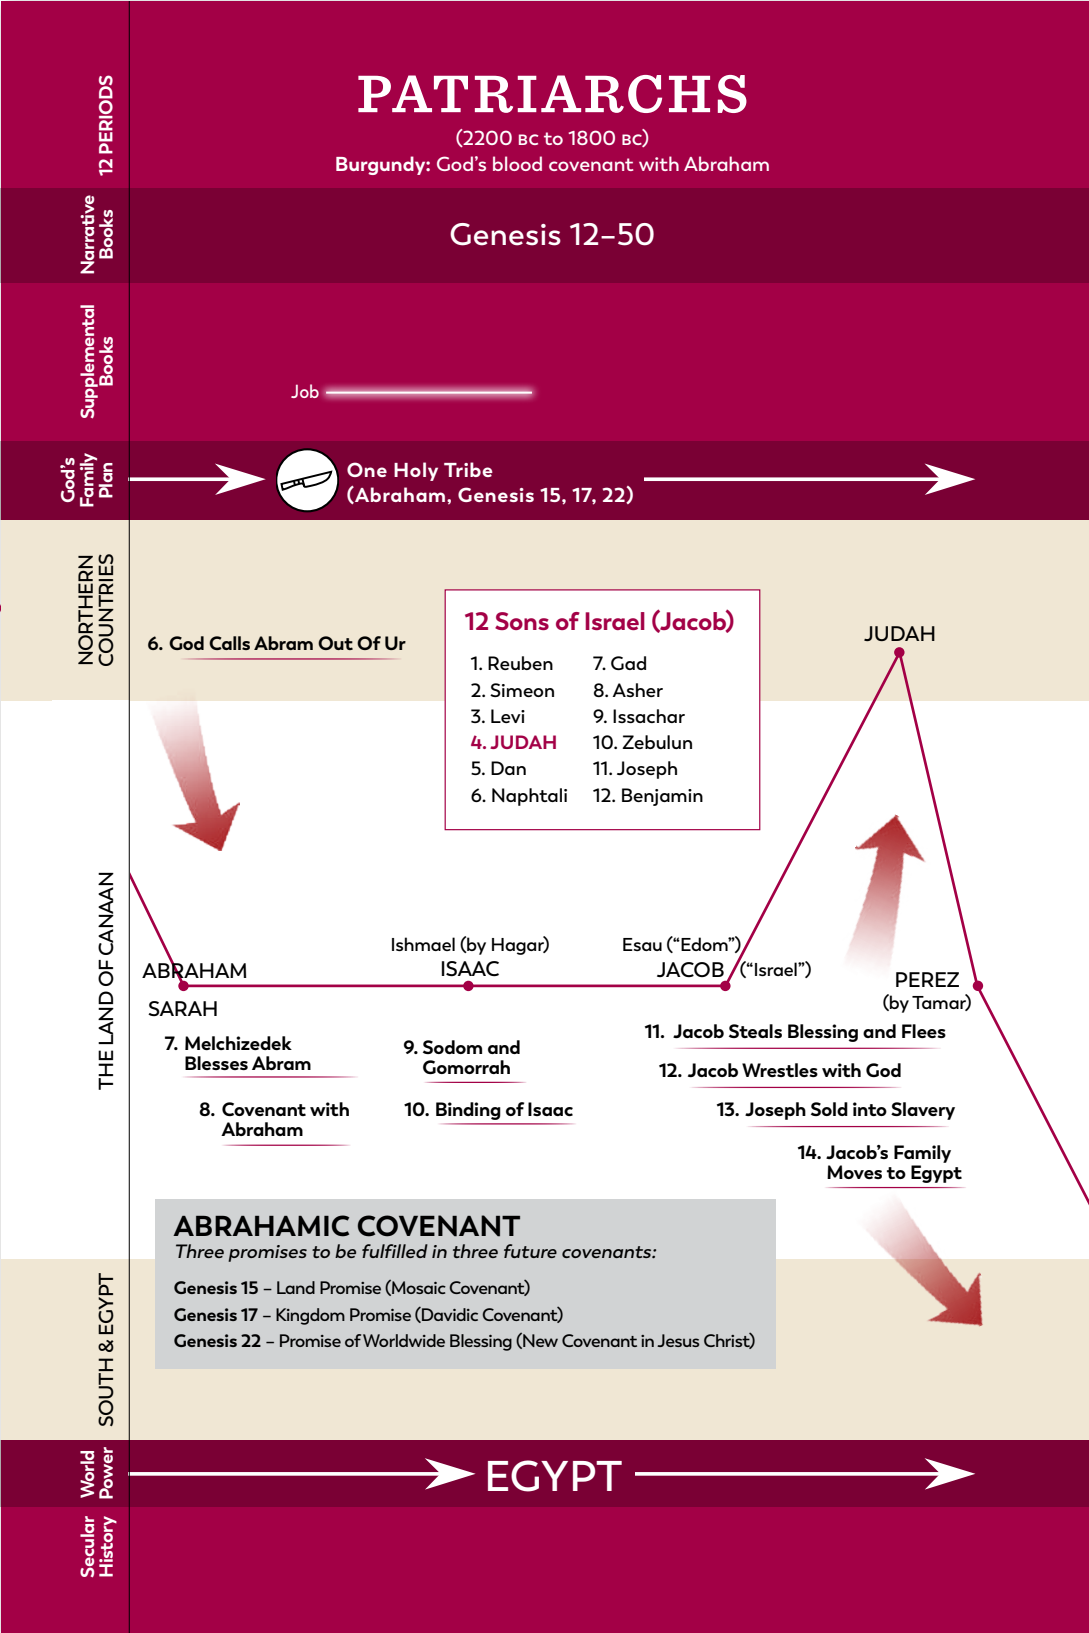 12 PERIODS
PATRIARCHS
(2200 BC to 1800 BC)
Burgundy: God’s blood covenant with Abraham
Narrative
Books
Genesis 12–50
Supplemental
Books
Job
God’s
Family
Plan
One Holy Tribe
(Abraham, Genesis 15, 17, 22)
NORTHERN
COUNTRIES
6. God Calls Abram Out Of Ur
12 Sons of Israel (Jacob)
1. Reuben
2. Simeon
3. Levi
4. JUDAH
5. Dan
6. Naphtali
7. Gad
8. Asher
9. Issachar
10. Zebulun
11. Joseph
12. Benjamin
JUDAH
THE LAND OF CANAAN
ABRAHAM
SARAH
Ishmael (by Hagar)
ISAAC
Esau (“Edom”)
JACOB (“Israel”)
PEREZ
(by Tamar)
7. Melchizedek
Blesses Abram
8. Covenant with
Abraham
9. Sodom and
Gomorrah
10. Binding of Isaac
11. Jacob Steals Blessing and Flees
12. Jacob Wrestles with God
13. Joseph Sold into Slavery
14. Jacob’s Family
Moves to Egypt
ABRAHAMIC COVENANT
Three promises to be fulfilled in three future covenants:
Genesis 15 – Land Promise (Mosaic Covenant)
Genesis 17 – Kingdom Promise (Davidic Covenant)
Genesis 22 – Promise of Worldwide Blessing (New Covenant in Jesus Christ)
SOUTH & EGYPT
World
Power
EGYPT
Secular
History